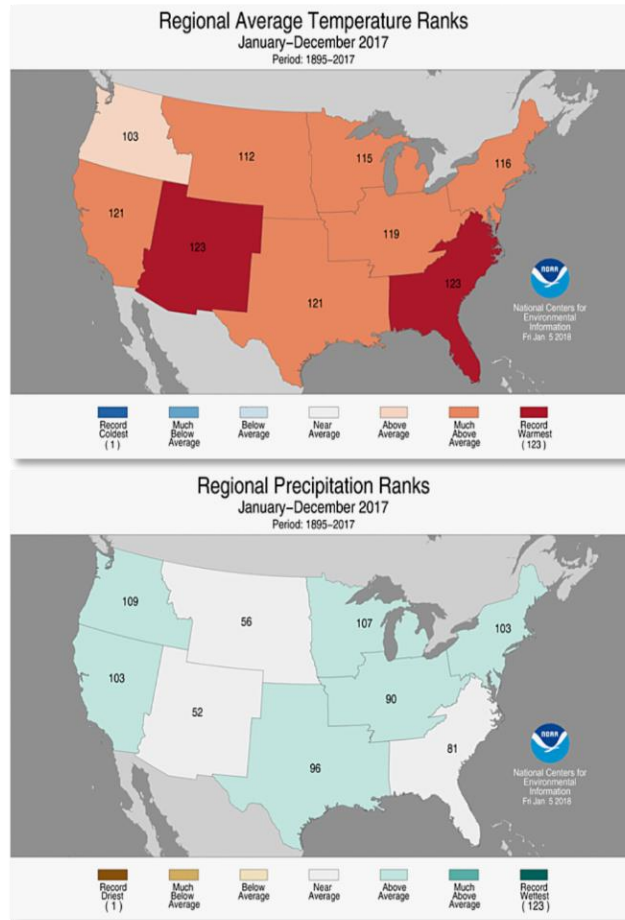 Regional Average Temperature Ranks
January–December 2017
Period: 1895–2017
103
112
115
116
121
123
119
121
123
NOAA
National Centers for
Environmental
Information
Fri Jan 5 2018
Record Coldest (1)
Much Below Average
Below Average
Near Average
Above Average
Much Above Average
Record Warmest (123)
Regional Precipitation Ranks
January–December 2017
Period: 1895–2017
109
56
107
103
103
52
90
96
81
NOAA
National Centers for
Environmental
Information
Fri Jan 5 2018
Record Driest (1)
Much Below Average
Below Average
Near Average
Above Average
Much Above Average
Record Wettest (123)